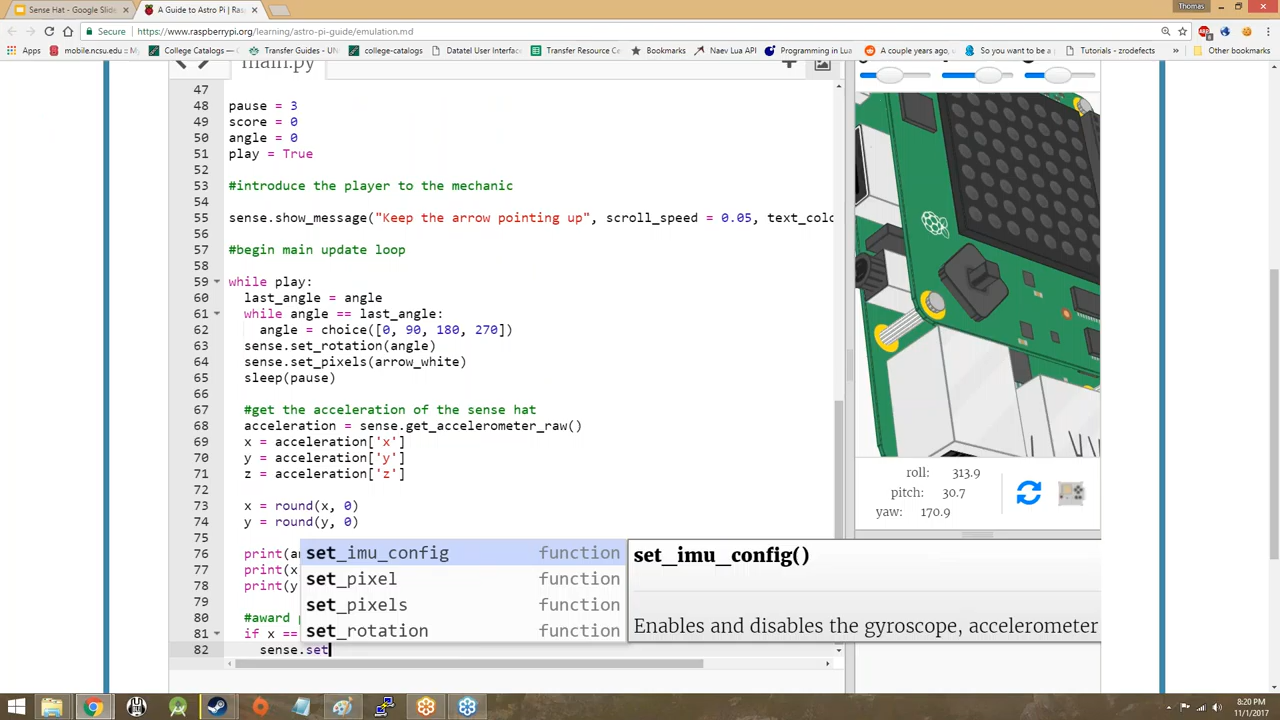 Sense Hat - Google Slide
A Guide to Astro Pi | Ra
Thomas
Secure
https://www.raspberrypi.org/learning/astro-pi-guide/emulation.md
Apps
mobile.ncsu.edu
College Catalogs
Transfer Guides - UN
college-catalogs
Datatel User Interface
Transfer Resource Ce
Bookmarks
Naev Lua API
Programming in Lua
A couple years ago, u
So you want to be a
Tutorials - zrodefects
Other bookmarks
main.py
47
48 pause = 3
49 score = 0
50 angle = 0
51 play = True
52
53 #introduce the player to the mechanic
54
55 sense.show_message("Keep the arrow pointing up", scroll_speed = 0.05, text_colo
56
57 #begin main update loop
58
59 while play:
60 last_angle = angle
61 while angle == last_angle:
62 angle = choice([0, 90, 180, 270])
63 sense.set_rotation(angle)
64 sense.set_pixels(arrow_white)
65 sleep(pause)
66
67 #get the acceleration of the sense hat
68 acceleration = sense.get_accelerometer_raw()
69 x = acceleration['x']
70 y = acceleration['y']
71 z = acceleration['z']
72
73 x = round(x, 0)
74 y = round(y, 0)
75
76 print(a
77 print(x
78 print(y
79
80 #award
81 if x ==
82 sense.set
set_imu_config function
set_pixel function
set_pixels function
set_rotation function
set_imu_config()
Enables and disables the gyroscope, accelerometer
roll: 313.9
pitch: 30.7
yaw: 170.9
8:20 PM
11/1/2017